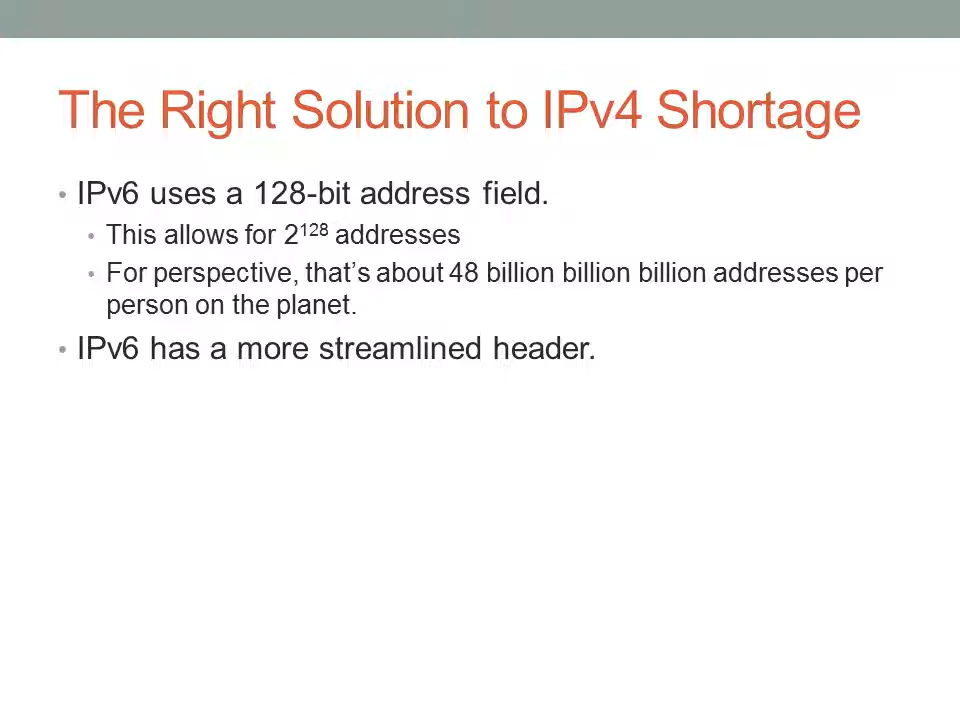 The Right Solution to IPv4 Shortage
• IPv6 uses a 128-bit address field.
• This allows for 2¹²⁸ addresses
• For perspective, that’s about 48 billion billion billion addresses per
person on the planet.
• IPv6 has a more streamlined header.